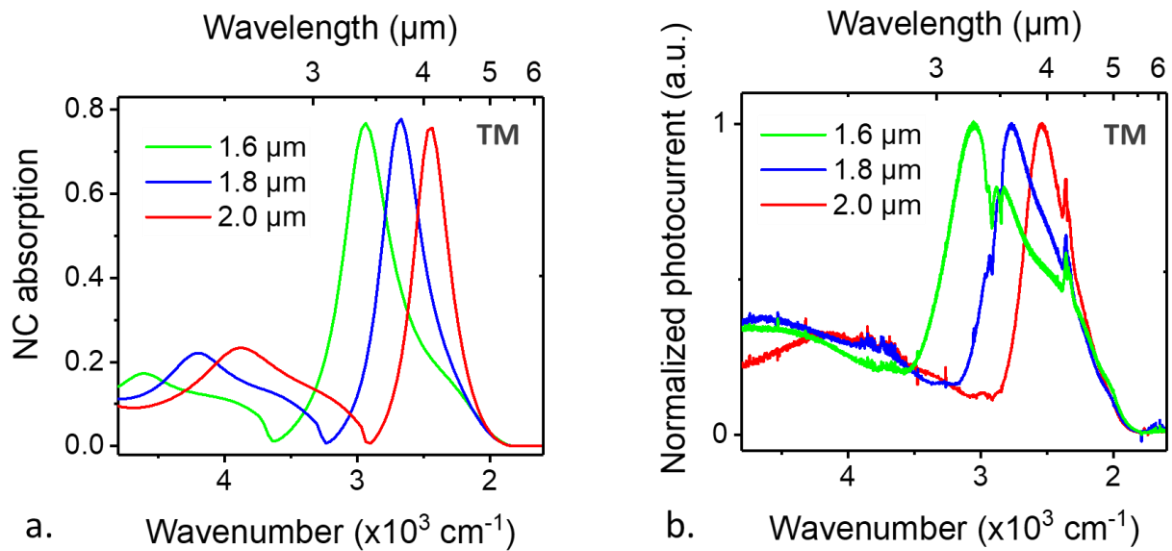 Wavelength (µm)
3 4 5 6
0.8
0.6
0.4
0.2
0.0
NC absorption
1.6 µm
1.8 µm
2.0 µm
TM
4 3 2
Wavenumber (x10³ cm⁻¹)
a.
Wavelength (µm)
3 4 5 6
1
0
Normalized photocurrent (a.u.)
1.6 µm
1.8 µm
2.0 µm
TM
4 3 2
Wavenumber (x10³ cm⁻¹)
b.